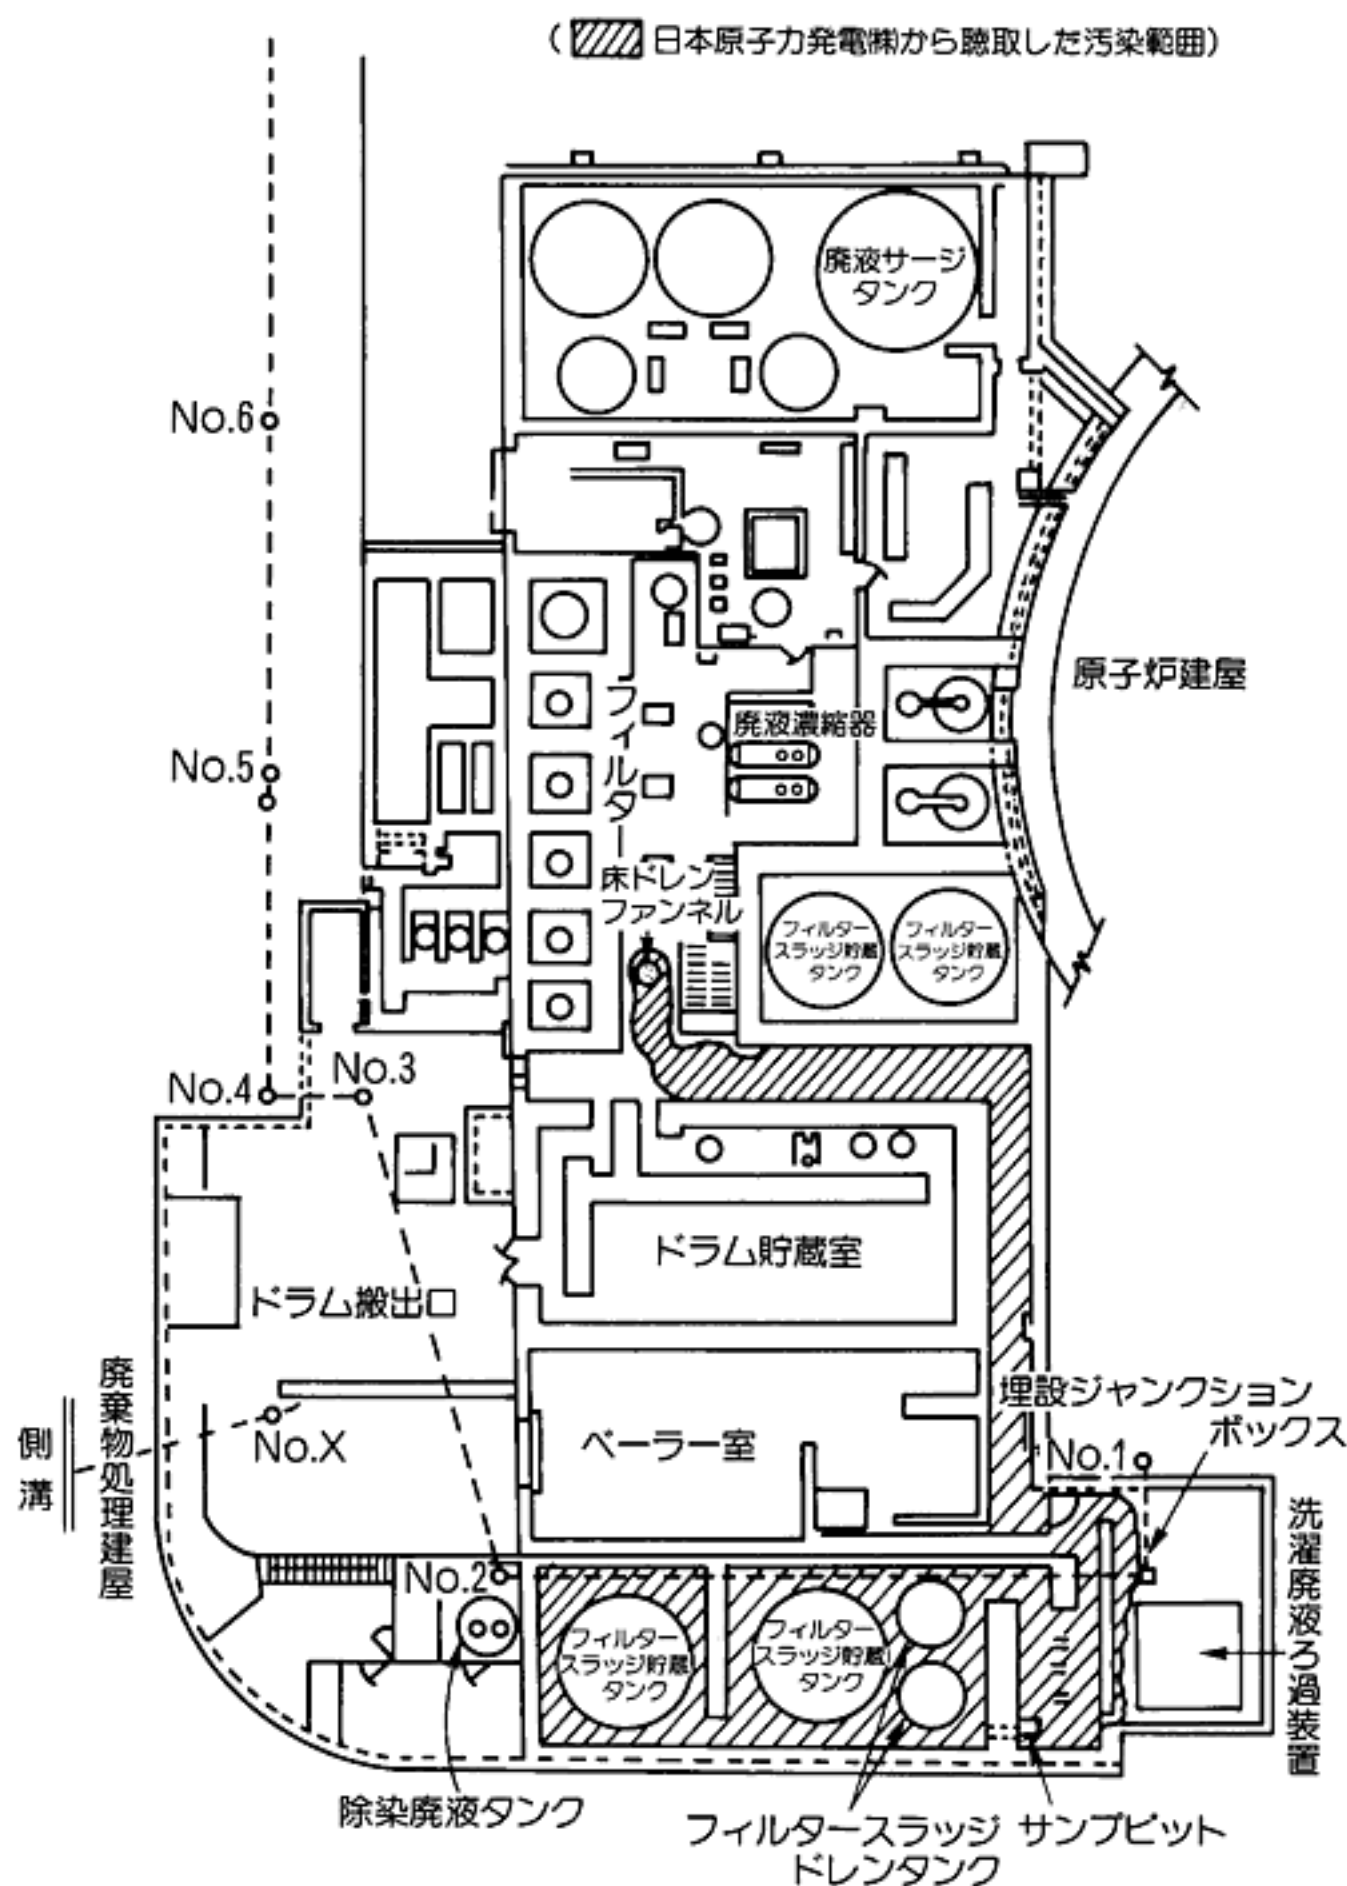 ( 日本原子力発電㈱から聴取した汚染範囲)
廃液サージ
タンク
No.6
原子炉建屋
フィルター
廃液濃縮器
No.5
床ドレン
ファンネル
フィルター
スラッジ貯蔵
タンク
フィルター
スラッジ貯蔵
タンク
No.4
No.3
ドラム貯蔵室
ドラム搬出口
廃棄物処理建屋
側溝
No.X
ベーラー室
埋設ジャンクション
ボックス
No.1
洗濯廃液ろ過装置
No.2
フィルター
スラッジ貯蔵
タンク
フィルター
スラッジ貯蔵
タンク
除染廃液タンク
フィルタースラッジ
ドレンタンク
サンプピット